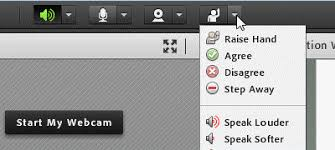 Raise Hand
Agree
Disagree
Step Away
Start My Webcam
Speak Louder
Speak Softer